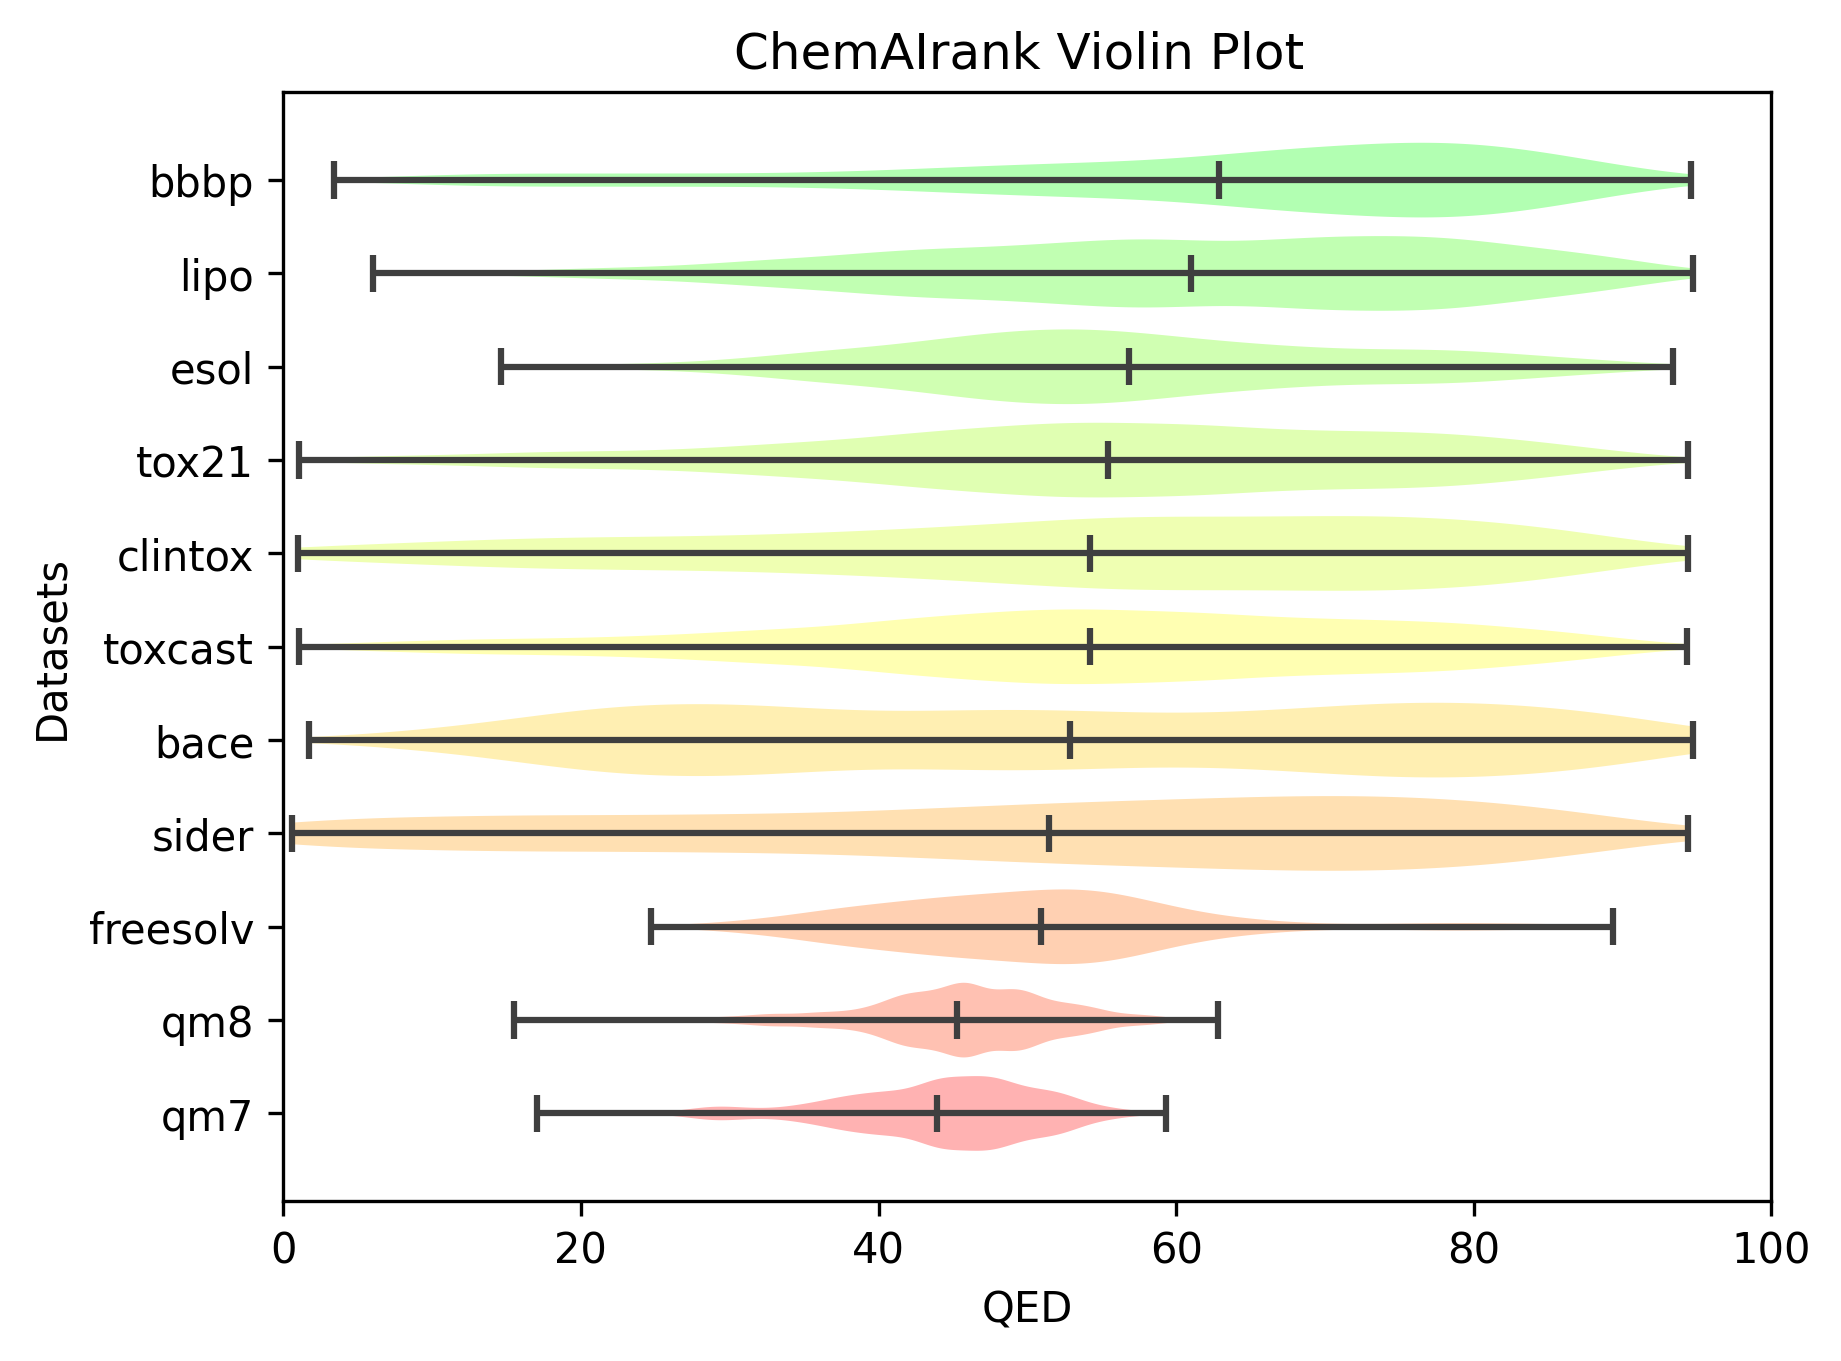 ChemAIrank Violin Plot
bbbp
lipo
esol
tox21
clintox
toxcast
bace
sider
freesolv
qm8
qm7
Datasets
0 20 40 60 80 100
QED